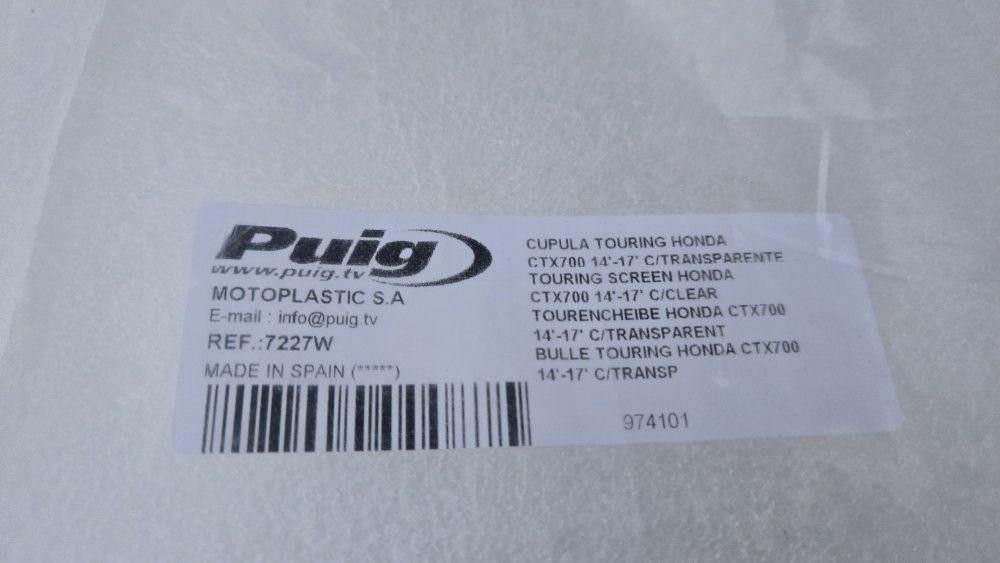 Puig
www.puig.tv
MOTOPLASTIC S.A
E-mail : info@puig.tv
REF.:7227W
MADE IN SPAIN (*****)
CUPULA TOURING HONDA
CTX700 14'-17' C/TRANSPARENTE
TOURING SCREEN HONDA
CTX700 14'-17' C/CLEAR
TOURENCHEIBE HONDA CTX700
14'-17' C/TRANSPARENT
BULLE TOURING HONDA CTX700
14'-17' C/TRANSP
974101